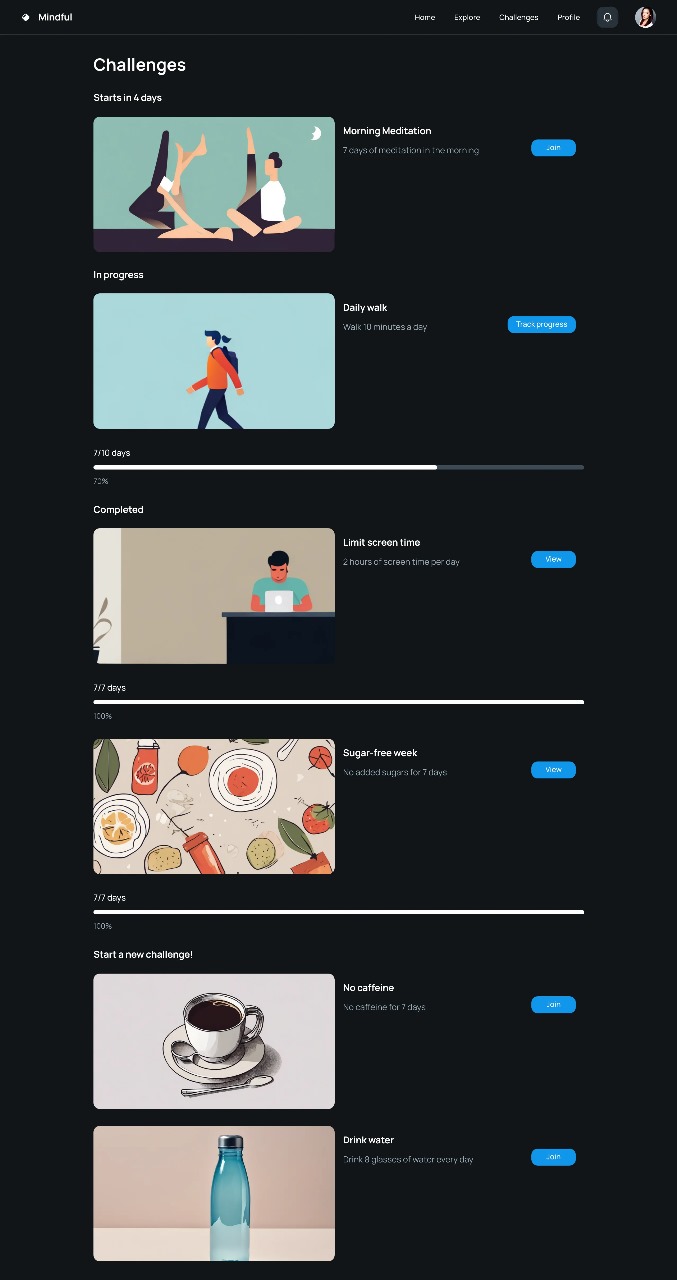 Mindful
Home
Explore
Challenges
Profile
Challenges
Starts in 4 days
Morning Meditation
7 days of meditation in the morning
Join
In progress
Daily walk
Walk 10 minutes a day
Track progress
7/10 days
70%
Completed
Limit screen time
2 hours of screen time per day
View
7/7 days
100%
Sugar-free week
No added sugars for 7 days
View
7/7 days
100%
Start a new challenge!
No caffeine
No caffeine for 7 days
Join
Drink water
Drink 8 glasses of water every day
Join